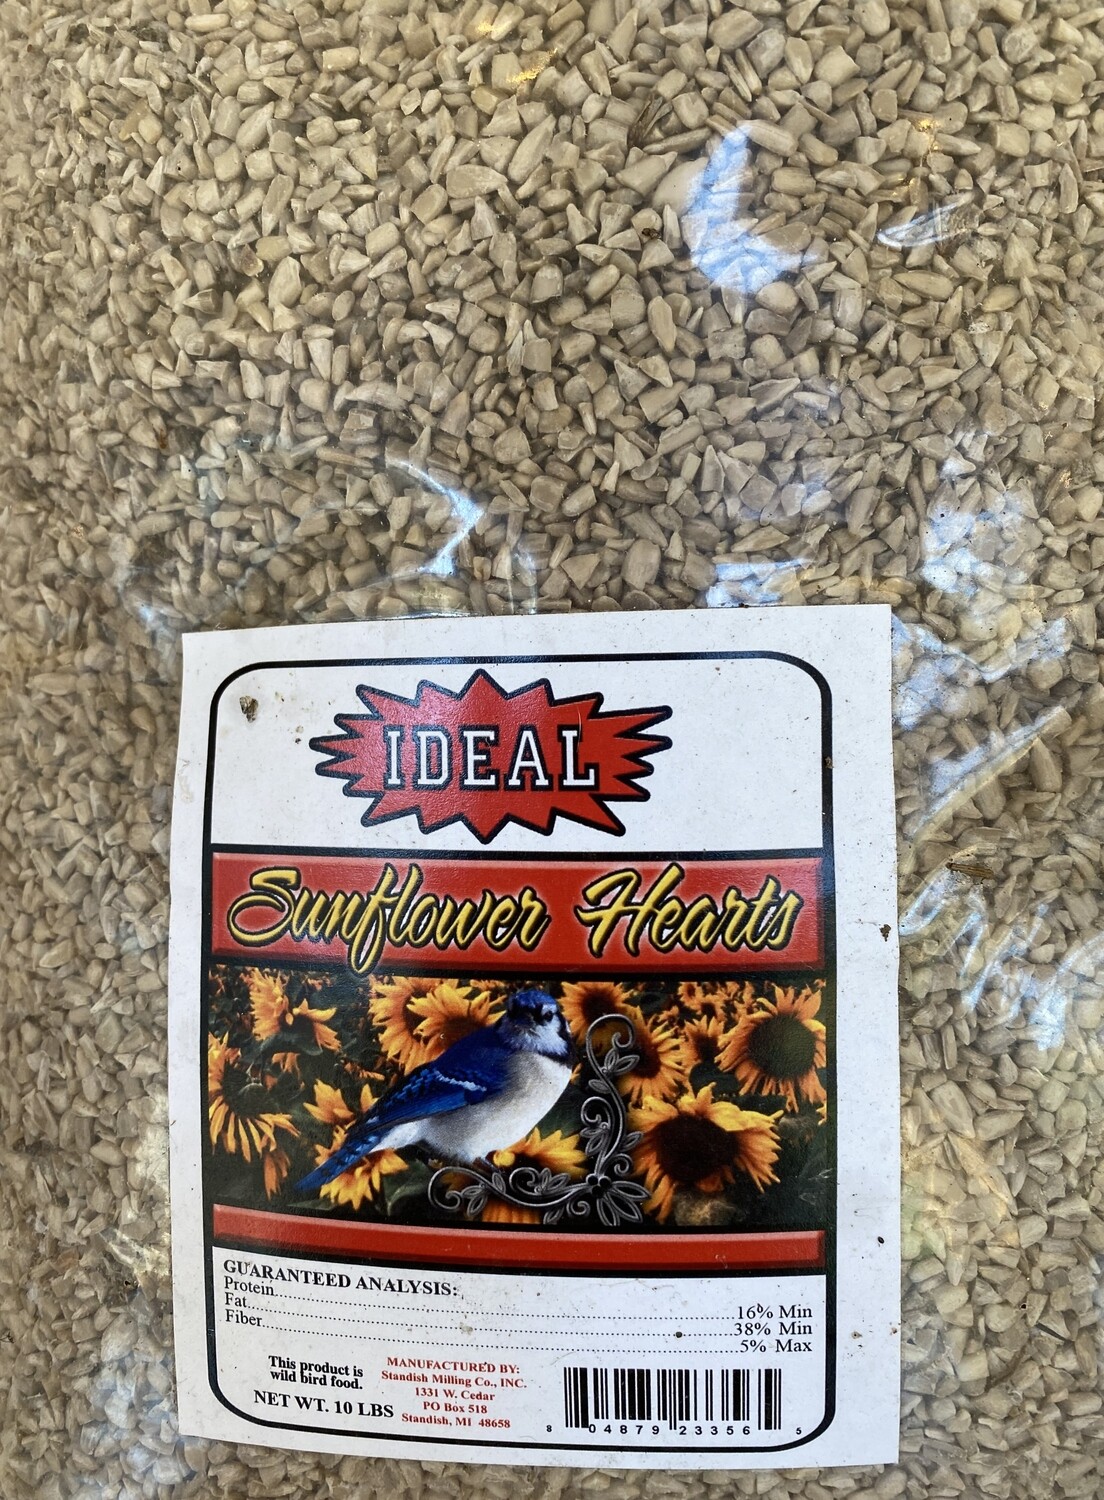 IDEAL
Sunflower Hearts
GUARANTEED ANALYSIS:
Protein........................16% Min
Fat........................38% Min
Fiber........................5% Max
This product is
wild bird food.
NET WT. 10 LBS
MANUFACTURED BY:
Standish Milling Co., INC.
1331 W. Cedar
PO Box 518
Standish, MI 48658
8 04879 23356 5